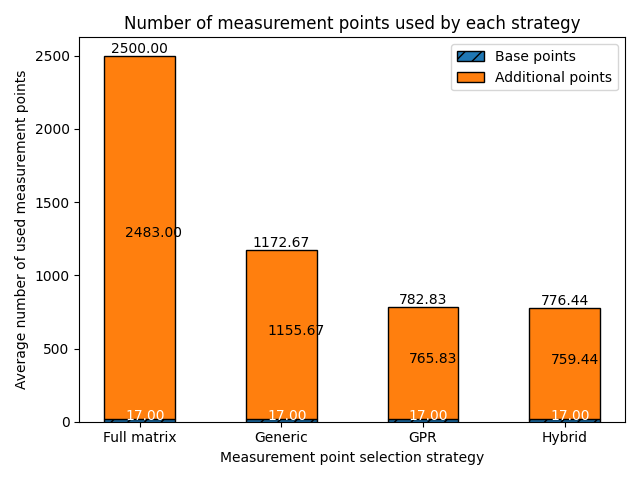 Number of measurement points used by each strategy
Base points
Additional points
Average number of used measurement points
2500
2000
1500
1000
500
0
2500.00
1172.67
782.83
776.44
2483.00
1155.67
765.83
759.44
17.00
17.00
17.00
17.00
Full matrix
Generic
GPR
Hybrid
Measurement point selection strategy